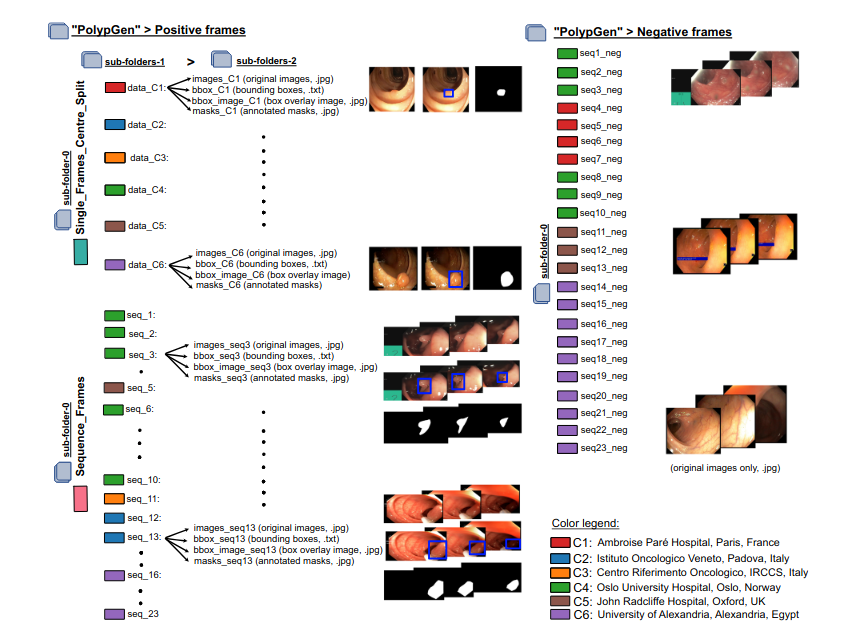 "PolypGen" > Positive frames
sub-folders-1 > sub-folders-2
sub-folder-0
Single_Frames_Centre_Split
data_C1:
images_C1 (original images, .jpg)
bbox_C1 (bounding boxes, .txt)
bbox_image_C1 (box overlay image, .jpg)
masks_C1 (annotated masks, .jpg)
data_C2:
data_C3:
data_C4:
data_C5:
data_C6:
images_C6 (original images, .jpg)
bbox_C6 (bounding boxes, .txt)
bbox_image_C6 (box overlay image)
masks_C6 (annotated masks)
sub-folder-0
Sequence_Frames
seq_1:
seq_2:
seq_3:
images_seq3 (original images, .jpg)
bbox_seq3 (bounding boxes, .txt)
bbox_image_seq3 (box overlay image, .jpg)
masks_seq3 (annotated masks, .jpg)
seq_5:
seq_6:
seq_10:
seq_11:
seq_12:
seq_13:
images_seq13 (original images, .jpg)
bbox_seq13 (bounding boxes, .txt)
bbox_image_seq13 (box overlay image, .jpg)
masks_seq13 (annotated masks, .jpg)
seq_16:
seq_23
"PolypGen" > Negative frames
sub-folder-0
seq1_neg
seq2_neg
seq3_neg
seq4_neg
seq5_neg
seq6_neg
seq7_neg
seq8_neg
seq9_neg
seq10_neg
seq11_neg
seq12_neg
seq13_neg
seq14_neg
seq15_neg
seq16_neg
seq17_neg
seq18_neg
seq19_neg
seq20_neg
seq21_neg
seq22_neg
seq23_neg
(original images only, .jpg)
Color legend:
C1: Ambroise Paré Hospital, Paris, France
C2: Istituto Oncologico Veneto, Padova, Italy
C3: Centro Riferimento Oncologico, IRCCS, Italy
C4: Oslo University Hospital, Oslo, Norway
C5: John Radcliffe Hospital, Oxford, UK
C6: University of Alexandria, Alexandria, Egypt